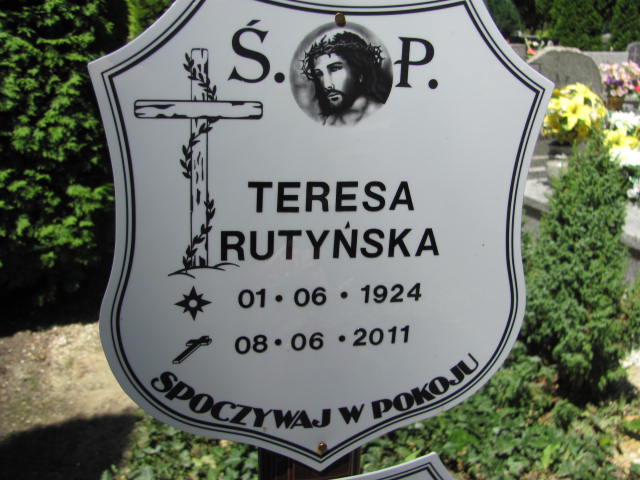 Ś. P.
TERESA
RUTYŃSKA
01 · 06 · 1924
08 · 06 · 2011
SPOCZYWAJ W POKOJU